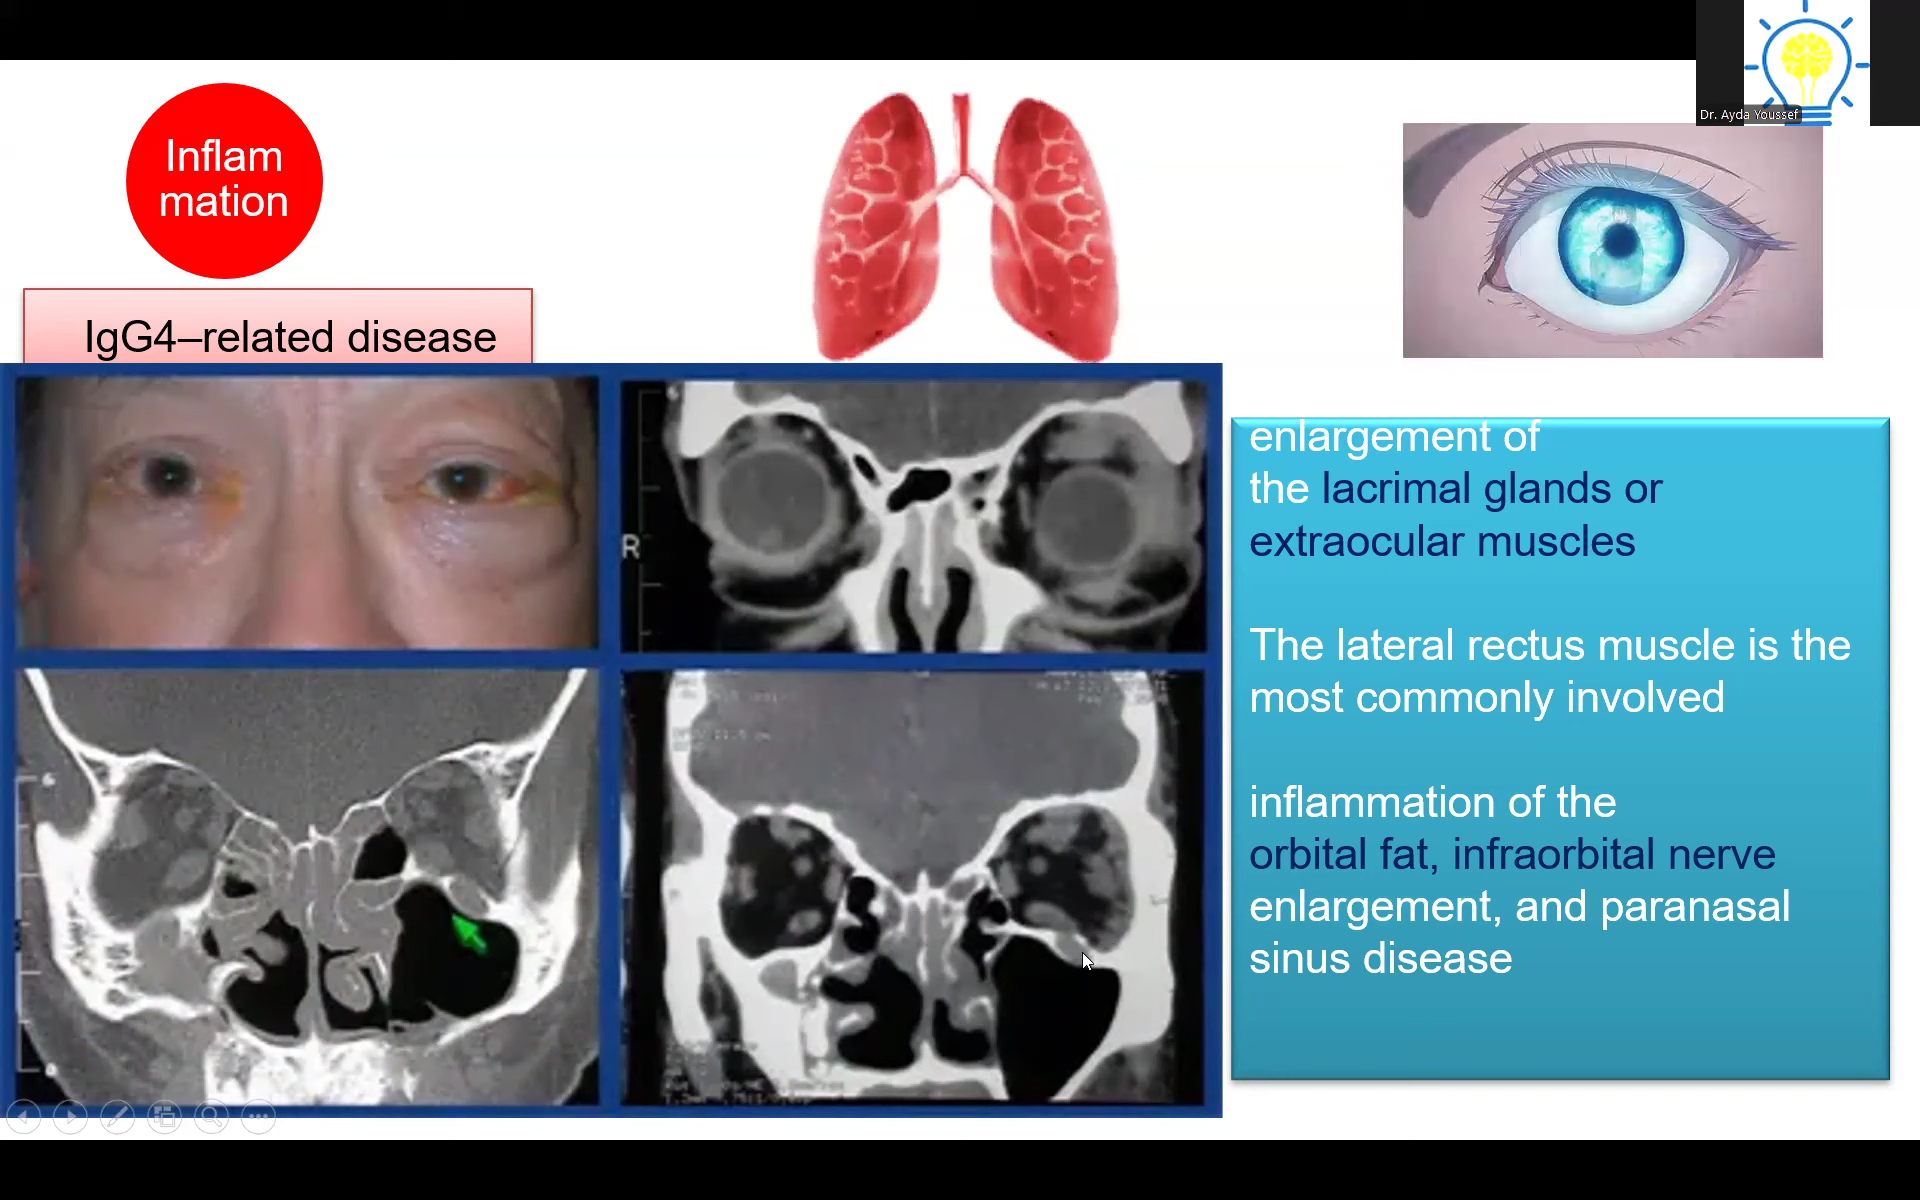 Dr. Ayda Youssef
Inflam
mation
IgG4–related disease
R
enlargement of
the lacrimal glands or
extraocular muscles
The lateral rectus muscle is the
most commonly involved
inflammation of the
orbital fat, infraorbital nerve
enlargement, and paranasal
sinus disease